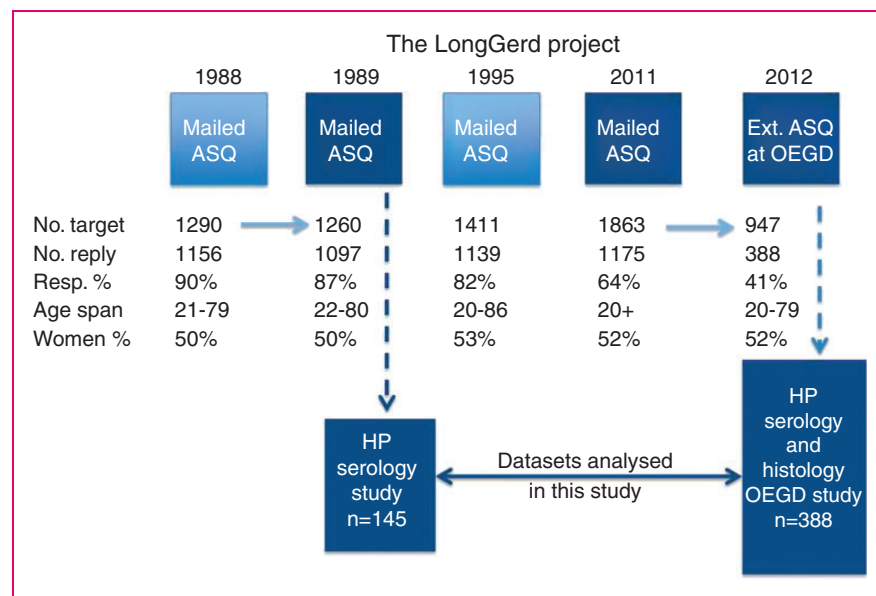 The LongGerd project
1988 1989 1995 2011 2012
Mailed ASQ
Mailed ASQ
Mailed ASQ
Mailed ASQ
Ext. ASQ at OEGD
No. target 1290 1260 1411 1863 947
No. reply 1156 1097 1139 1175 388
Resp. % 90% 87% 82% 64% 41%
Age span 21-79 22-80 20-86 20+ 20-79
Women % 50% 50% 53% 52% 52%
HP
serology
study
n=145
Datasets analysed
in this study
HP
serology
and
histology
OEGD study
n=388